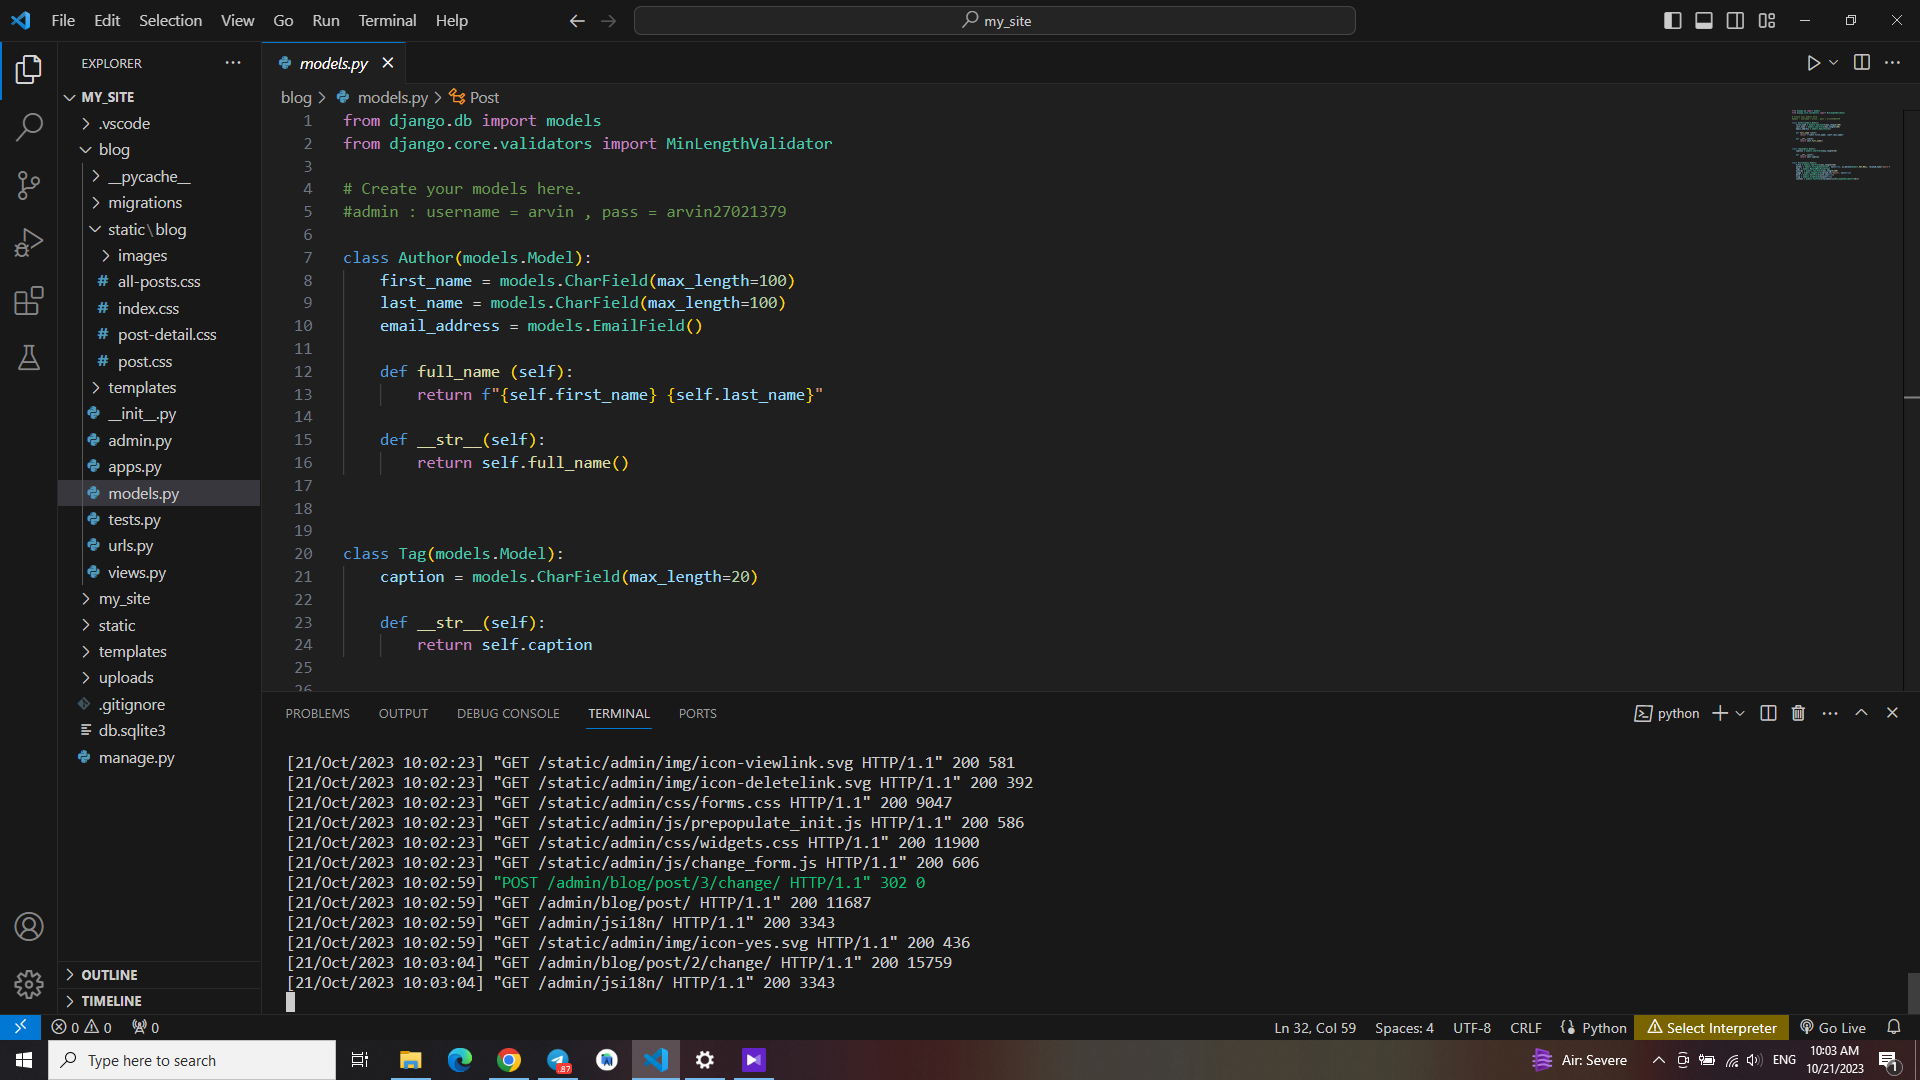 File Edit Selection View Go Run Terminal Help
my_site
EXPLORER
MY_SITE
.vscode
blog
__pycache__
migrations
static\blog
images
# all-posts.css
# index.css
# post-detail.css
# post.css
templates
__init__.py
admin.py
apps.py
models.py
tests.py
urls.py
views.py
my_site
static
templates
uploads
.gitignore
db.sqlite3
manage.py
OUTLINE
TIMELINE
models.py
blog > models.py > Post
1 from django.db import models
2 from django.core.validators import MinLengthValidator
3
4 # Create your models here.
5 #admin : username = arvin , pass = arvin27021379
6
7 class Author(models.Model):
8 first_name = models.CharField(max_length=100)
9 last_name = models.CharField(max_length=100)
10 email_address = models.EmailField()
11
12 def full_name (self):
13 return f"{self.first_name} {self.last_name}"
14
15 def __str__(self):
16 return self.full_name()
17
18
19
20 class Tag(models.Model):
21 caption = models.CharField(max_length=20)
22
23 def __str__(self):
24 return self.caption
25
26
PROBLEMS OUTPUT DEBUG CONSOLE TERMINAL PORTS
python
[21/Oct/2023 10:02:23] "GET /static/admin/img/icon-viewlink.svg HTTP/1.1" 200 581
[21/Oct/2023 10:02:23] "GET /static/admin/img/icon-deletelink.svg HTTP/1.1" 200 392
[21/Oct/2023 10:02:23] "GET /static/admin/css/forms.css HTTP/1.1" 200 9047
[21/Oct/2023 10:02:23] "GET /static/admin/js/prepopulate_init.js HTTP/1.1" 200 586
[21/Oct/2023 10:02:23] "GET /static/admin/css/widgets.css HTTP/1.1" 200 11900
[21/Oct/2023 10:02:23] "GET /static/admin/js/change_form.js HTTP/1.1" 200 606
[21/Oct/2023 10:02:59] "POST /admin/blog/post/3/change/ HTTP/1.1" 302 0
[21/Oct/2023 10:02:59] "GET /admin/blog/post/ HTTP/1.1" 200 11687
[21/Oct/2023 10:02:59] "GET /admin/jsi18n/ HTTP/1.1" 200 3343
[21/Oct/2023 10:02:59] "GET /static/admin/img/icon-yes.svg HTTP/1.1" 200 436
[21/Oct/2023 10:03:04] "GET /admin/blog/post/2/change/ HTTP/1.1" 200 15759
[21/Oct/2023 10:03:04] "GET /admin/jsi18n/ HTTP/1.1" 200 3343
0 0 0
Ln 32, Col 59 Spaces: 4 UTF-8 CRLF Python Select Interpreter Go Live
Type here to search
87
Air: Severe
ENG
10:03 AM
10/21/2023
1